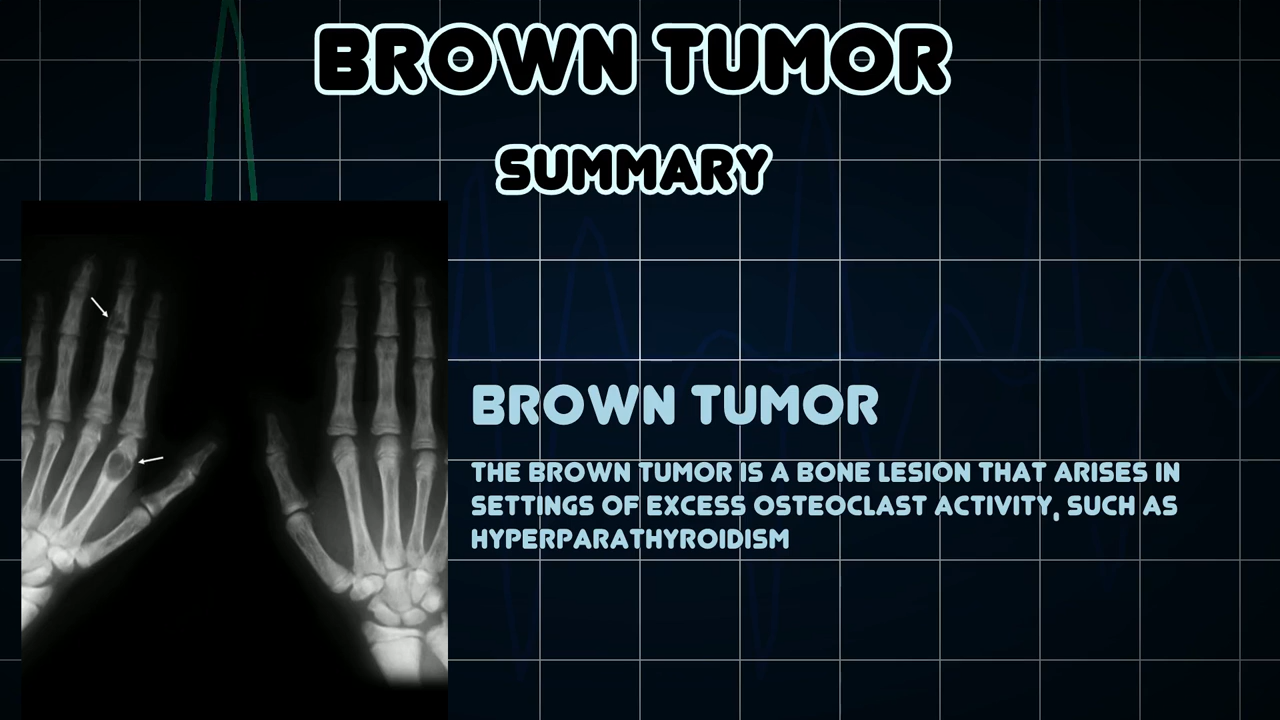 BROWN TUMOR
SUMMARY
BROWN TUMOR
THE BROWN TUMOR IS A BONE LESION THAT ARISES IN
SETTINGS OF EXCESS OSTEOCLAST ACTIVITY, SUCH AS
HYPERPARATHYROIDISM